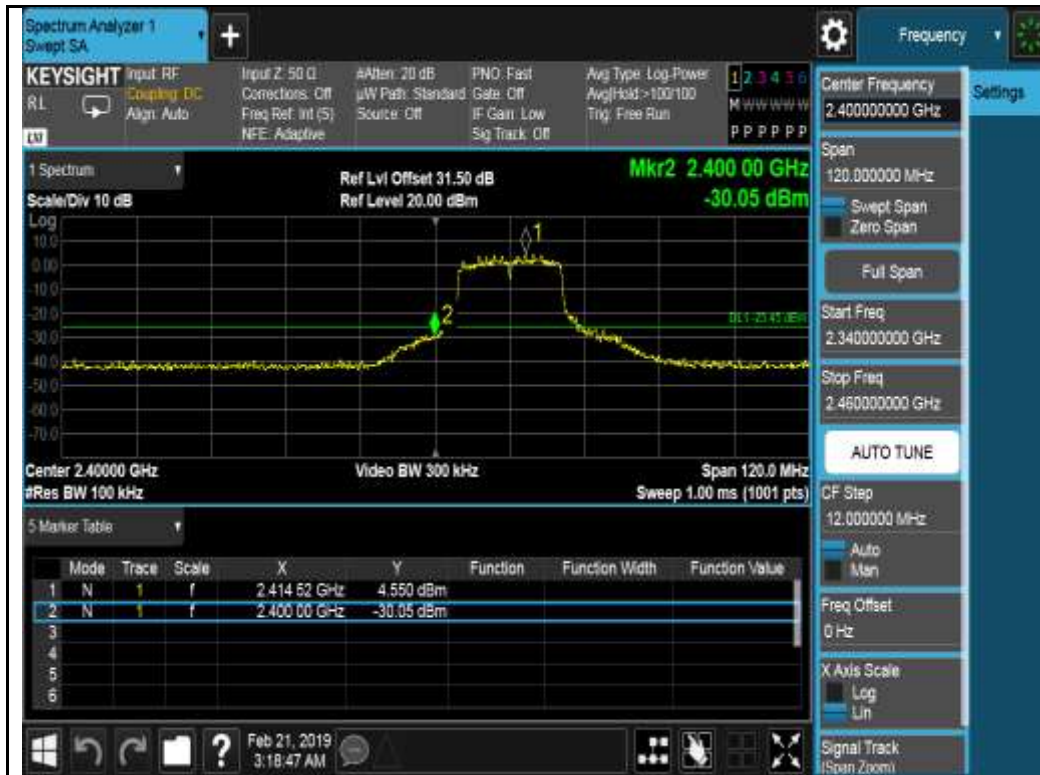 Spectrum Analyzer 1
Swept SA
+
Frequency
KEYSIGHT
RL
LXI
Input: RF
Coupling: DC
Align: Auto
Input Z: 50 Ω
Corrections: Off
Freq Ref: Int (S)
NFE: Adaptive
#Atten: 20 dB
µW Path: Standard
Source: Off
PNO: Fast
Gate: Off
IF Gain: Low
Sig Track: Off
Avg Type: Log-Power
Avg|Hold:>100/100
Trig: Free Run
1 2 3 4 5 6
M W W W W W
P P P P P P
1 Spectrum
Scale/Div 10 dB
Ref Lvl Offset 31.50 dB
Ref Level 20.00 dBm
Mkr2 2.400 00 GHz
-30.05 dBm
Log
10.0
0.00
-10.0
-20.0
-30.0
-40.0
-50.0
-60.0
-70.0
1
2
DL1 -25.45 dBm
Center 2.40000 GHz
#Res BW 100 kHz
Video BW 300 kHz
Span 120.0 MHz
Sweep 1.00 ms (1001 pts)
5 Marker Table
Mode Trace Scale X Y Function Function Width Function Value
1 N 1 f 2.414 52 GHz 4.550 dBm
2 N 1 f 2.400 00 GHz -30.05 dBm
3
4
5
6
?
Feb 21, 2019
3:18:47 AM
Center Frequency
2.400000000 GHz
Settings
Span
120.000000 MHz
Swept Span
Zero Span
Full Span
Start Freq
2.340000000 GHz
Stop Freq
2.460000000 GHz
AUTO TUNE
CF Step
12.000000 MHz
Auto
Man
Freq Offset
0 Hz
X Axis Scale
Log
Lin
Signal Track
(Span Zoom)